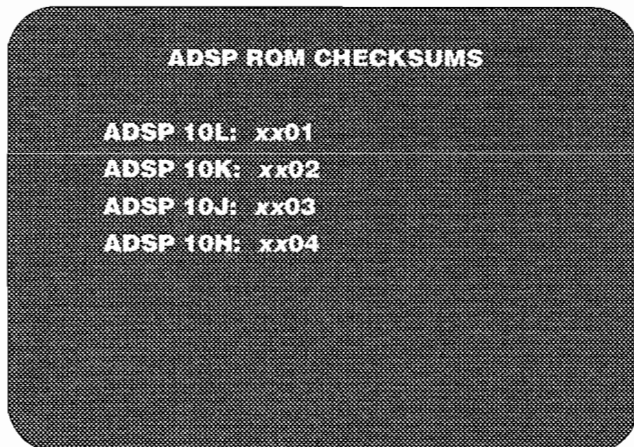 ADSP ROM CHECKSUMS
ADSP 10L: xx01
ADSP 10K: xx02
ADSP 10J: xx03
ADSP 10H: xx04